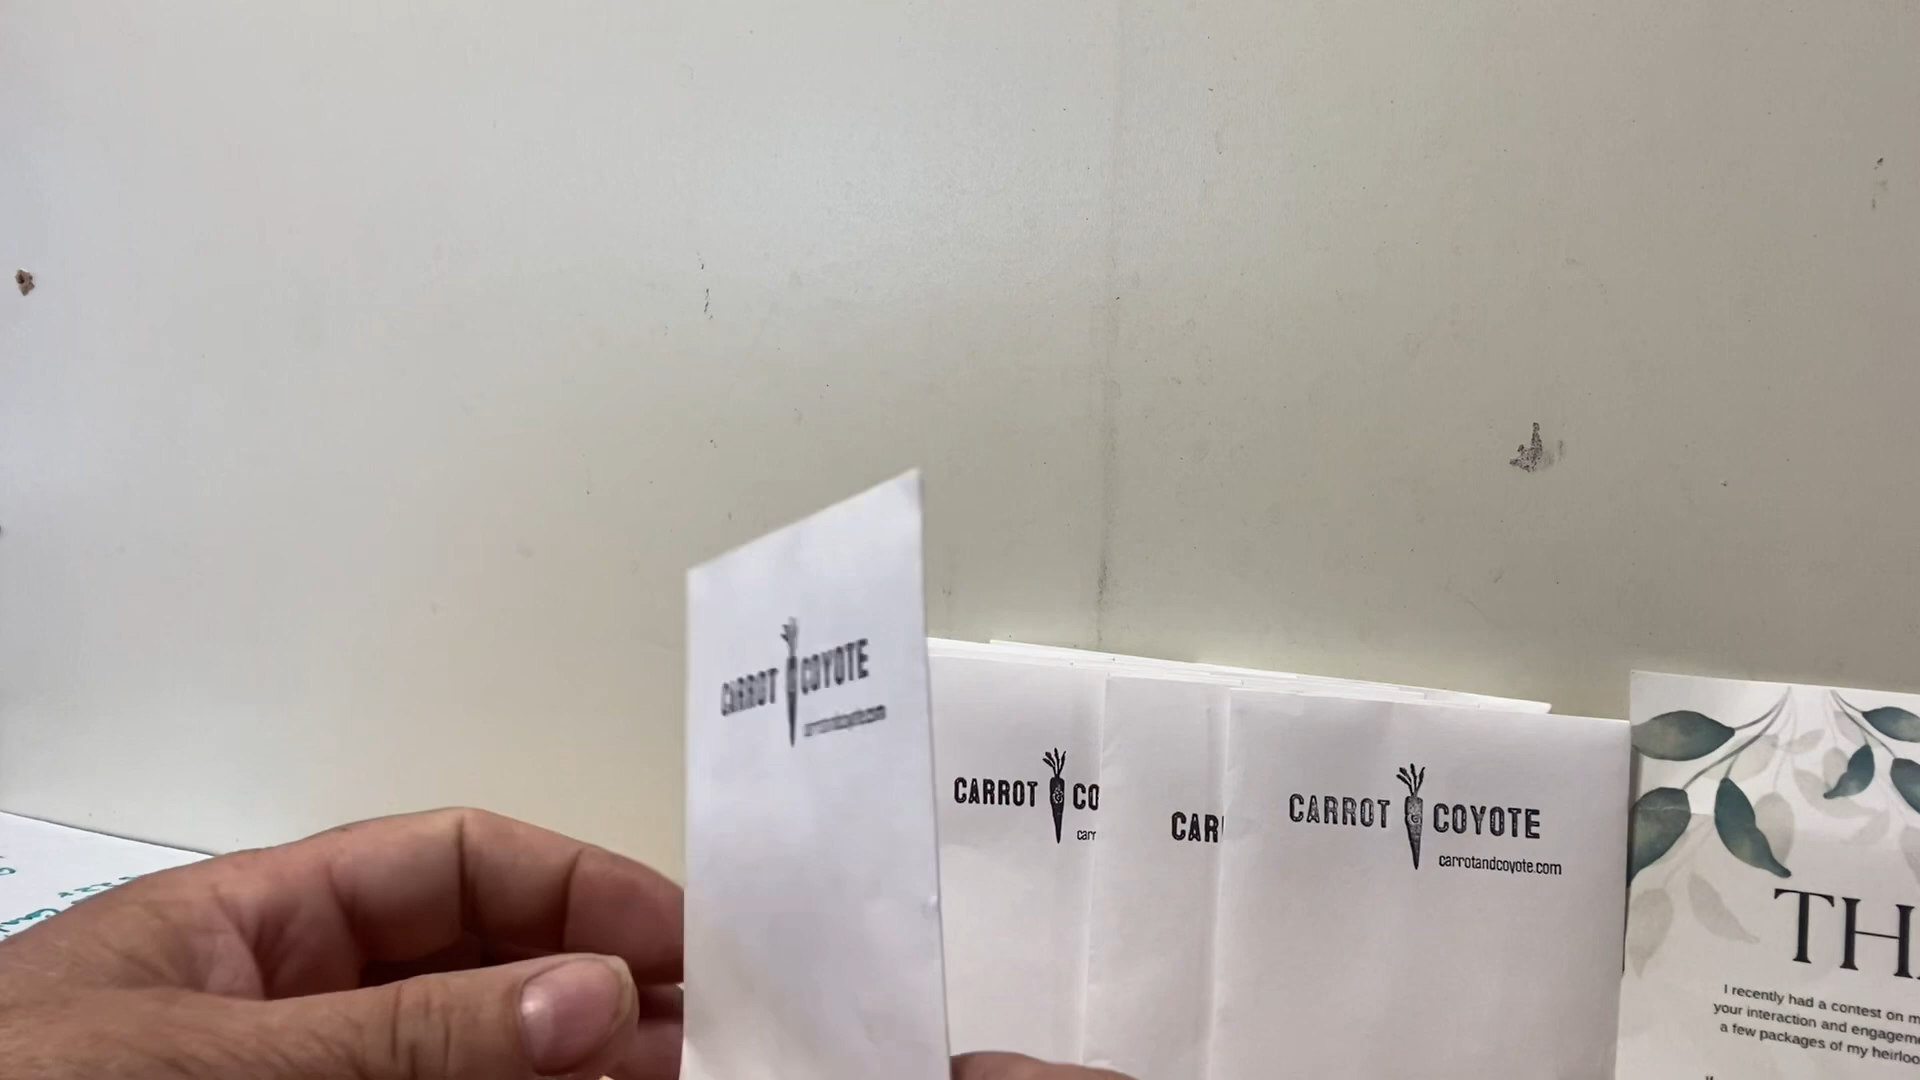 CARROT & COYOTE
carrotandcoyote.com
CARROT & CO
carr
CAR
CARROT & COYOTE
carrotandcoyote.com
TH
I recently had a contest on m
your interaction and engageme
a few packages of my heirloo